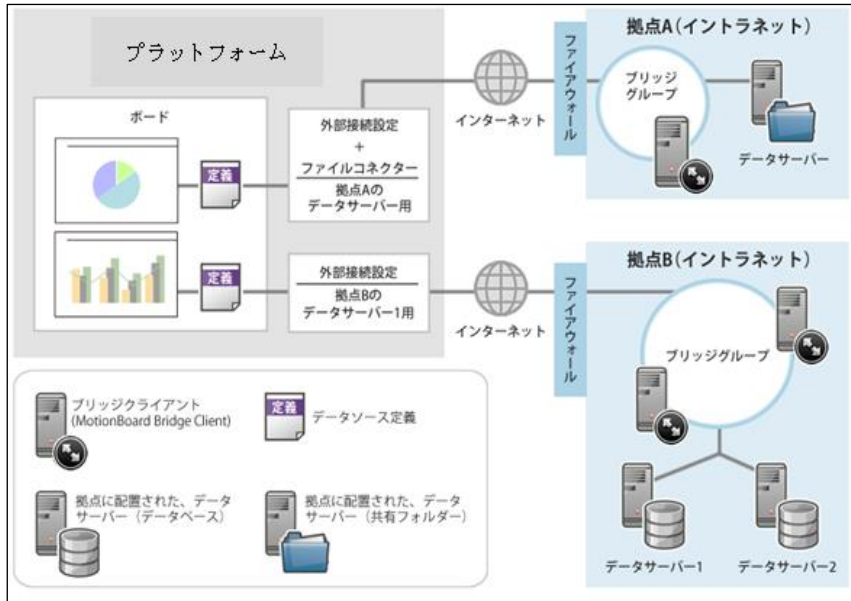 プラットフォーム
ボード
定義
定義
外部接続設定
+
ファイルコネクター
拠点Aの
データサーバー用
外部接続設定
拠点Bの
データサーバー1用
インターネット
インターネット
ファイアウォール
ファイアウォール
拠点A(イントラネット)
ブリッジ
グループ
データサーバー
拠点B(イントラネット)
ブリッジグループ
データサーバー1
データサーバー2
ブリッジクライアント
(MotionBoard Bridge Client)
定義
データソース定義
拠点に配置された、データ
サーバー（データベース）
拠点に配置された、データ
サーバー（共有フォルダー）